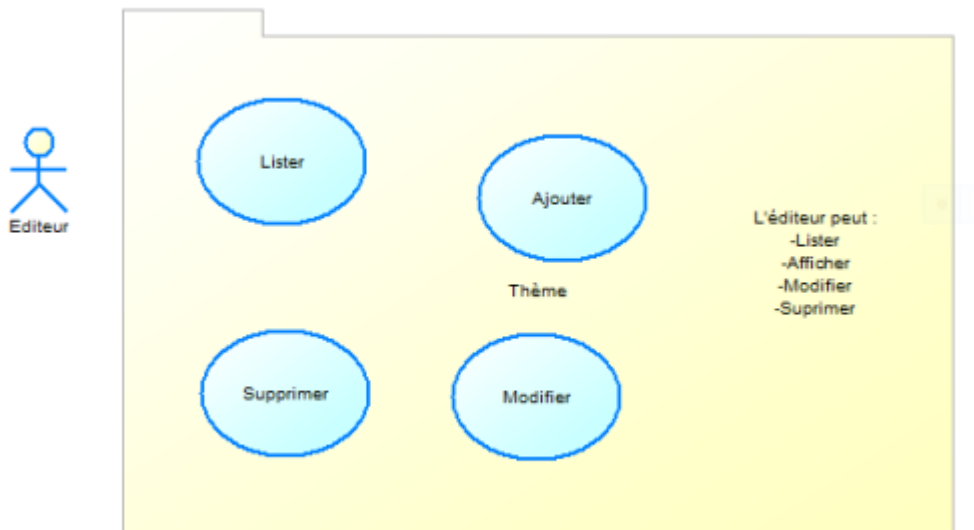 Lister
Ajouter
Editeur
L'éditeur peut :
-Lister
-Afficher
-Modifier
-Suprimer
Thème
Supprimer
Modifier